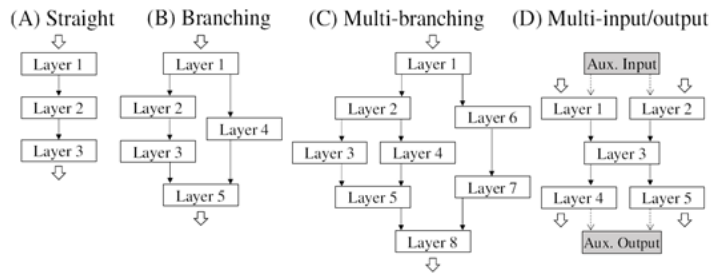 (A) Straight
Layer 1
Layer 2
Layer 3
(B) Branching
Layer 1
Layer 2
Layer 4
Layer 3
Layer 5
(C) Multi-branching
Layer 1
Layer 2
Layer 6
Layer 3
Layer 4
Layer 7
Layer 5
Layer 8
(D) Multi-input/output
Aux. Input
Layer 1
Layer 2
Layer 3
Layer 4
Layer 5
Aux. Output